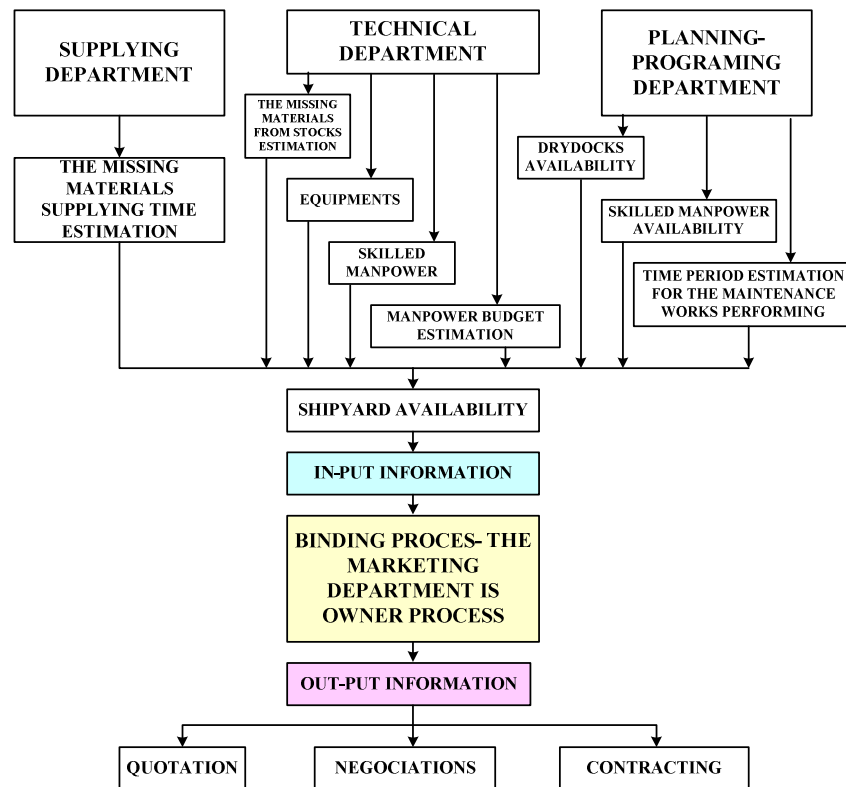 SUPPLYING
DEPARTMENT
TECHNICAL
DEPARTMENT
PLANNING-
PROGRAMING
DEPARTMENT
THE MISSING
MATERIALS
FROM STOCKS
ESTIMATION
DRYDOCKS
AVAILABILITY
THE MISSING
MATERIALS
SUPPLYING TIME
ESTIMATION
EQUIPMENTS
SKILLED MANPOWER
AVAILABILITY
SKILLED
MANPOWER
TIME PERIOD ESTIMATION
FOR THE MAINTENANCE
WORKS PERFORMING
MANPOWER BUDGET
ESTIMATION
SHIPYARD AVAILABILITY
IN-PUT INFORMATION
BINDING PROCES- THE
MARKETING
DEPARTMENT IS
OWNER PROCESS
OUT-PUT INFORMATION
QUOTATION
NEGOCIATIONS
CONTRACTING